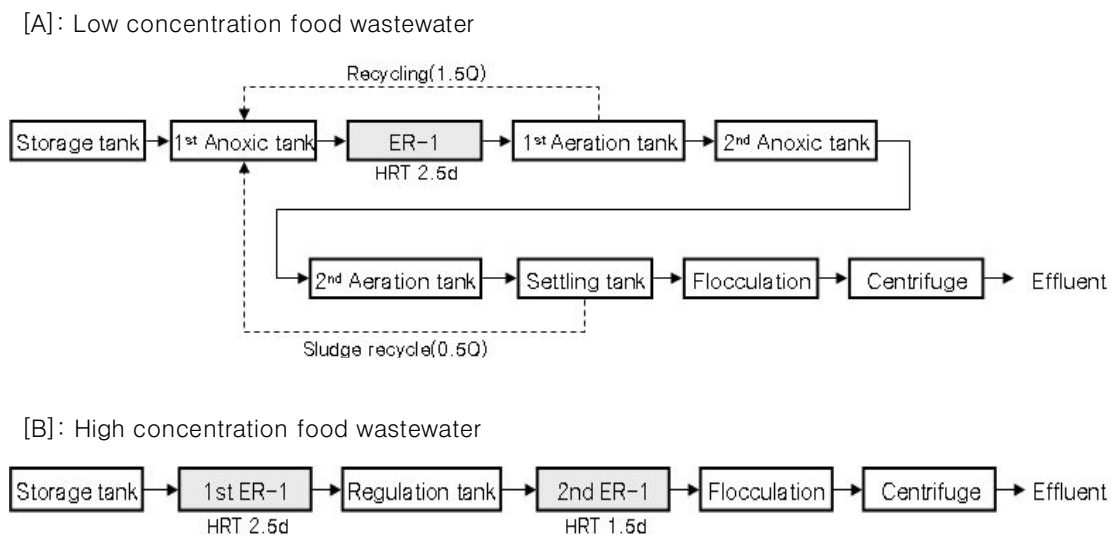 [A]: Low concentration food wastewater
Recycling(1.5Q)
Storage tank
1st Anoxic tank
ER-1
1st Aeration tank
2nd Anoxic tank
HRT 2.5d
2nd Aeration tank
Settling tank
Flocculation
Centrifuge
Effluent
Sludge recycle(0.5Q)
[B]: High concentration food wastewater
Storage tank
1st ER-1
Regulation tank
2nd ER-1
Flocculation
Centrifuge
Effluent
HRT 2.5d
HRT 1.5d